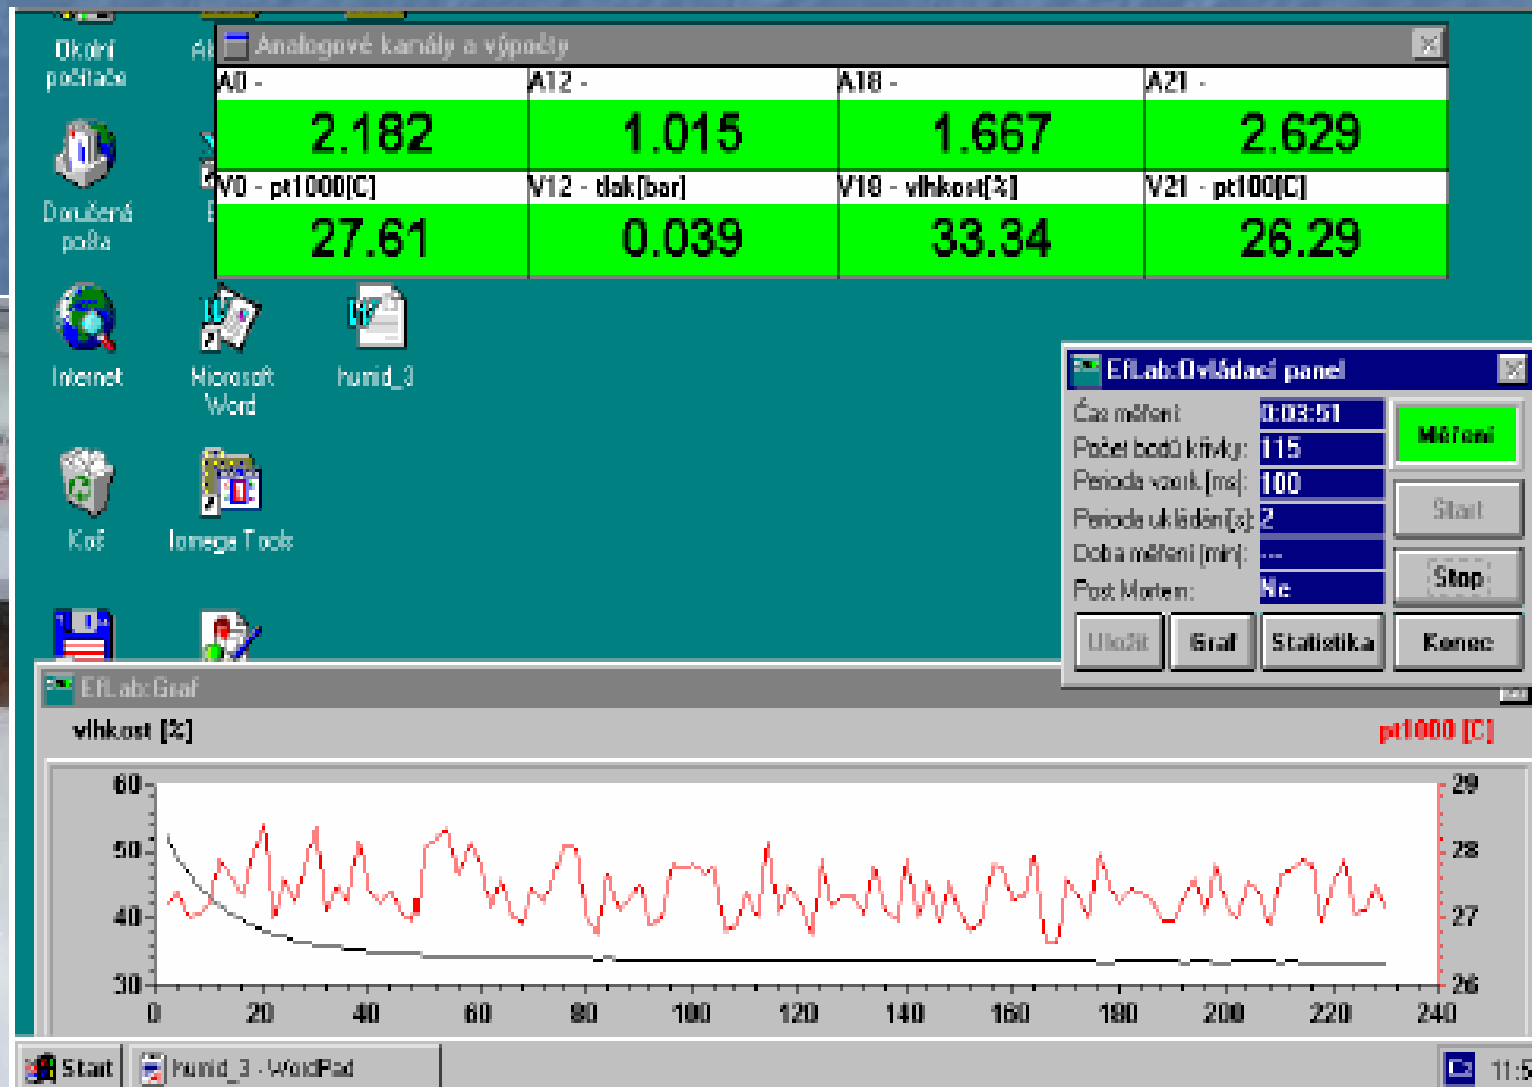 Okolní
počítače
Analogové kanály a výpočty
A0 -
A12 -
A18 -
A21 -
2.182
1.015
1.667
2.629
V0 - pt1000[C]
V12 - tlak[bar]
V18 - vlhkost[%]
V21 - pt100[C]
27.61
0.039
33.34
26.29
Doručená
pošta
Internet
Microsoft
Word
humid_3
Koš
Iomega Tools
EfLab:Ovládací panel
Čas měření: 0:03:51
Počet bodů křivky: 115
Perioda vzork.[ms]: 100
Perioda ukládání[s]: 2
Doba měření [min]: ---
Post Mortem: Ne
Měření
Start
Stop
Uložit Graf Statistika Konec
EfLab:Graf
vlhkost [%]
pt1000 [C]
60
50
40
30
29
28
27
26
0 20 40 60 80 100 120 140 160 180 200 220 240
Start
humid_3 - WordPad
Cz
11:5